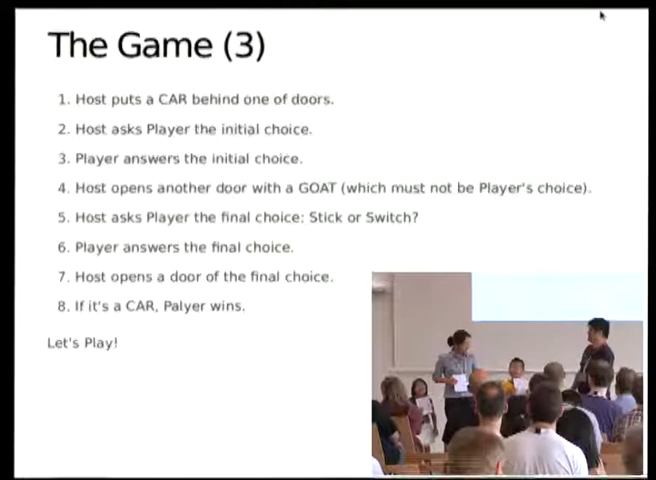 The Game (3)
1. Host puts a CAR behind one of doors.
2. Host asks Player the initial choice.
3. Player answers the initial choice.
4. Host opens another door with a GOAT (which must not be Player's choice).
5. Host asks Player the final choice: Stick or Switch?
6. Player answers the final choice.
7. Host opens a door of the final choice.
8. If it's a CAR, Palyer wins.
Let's Play!